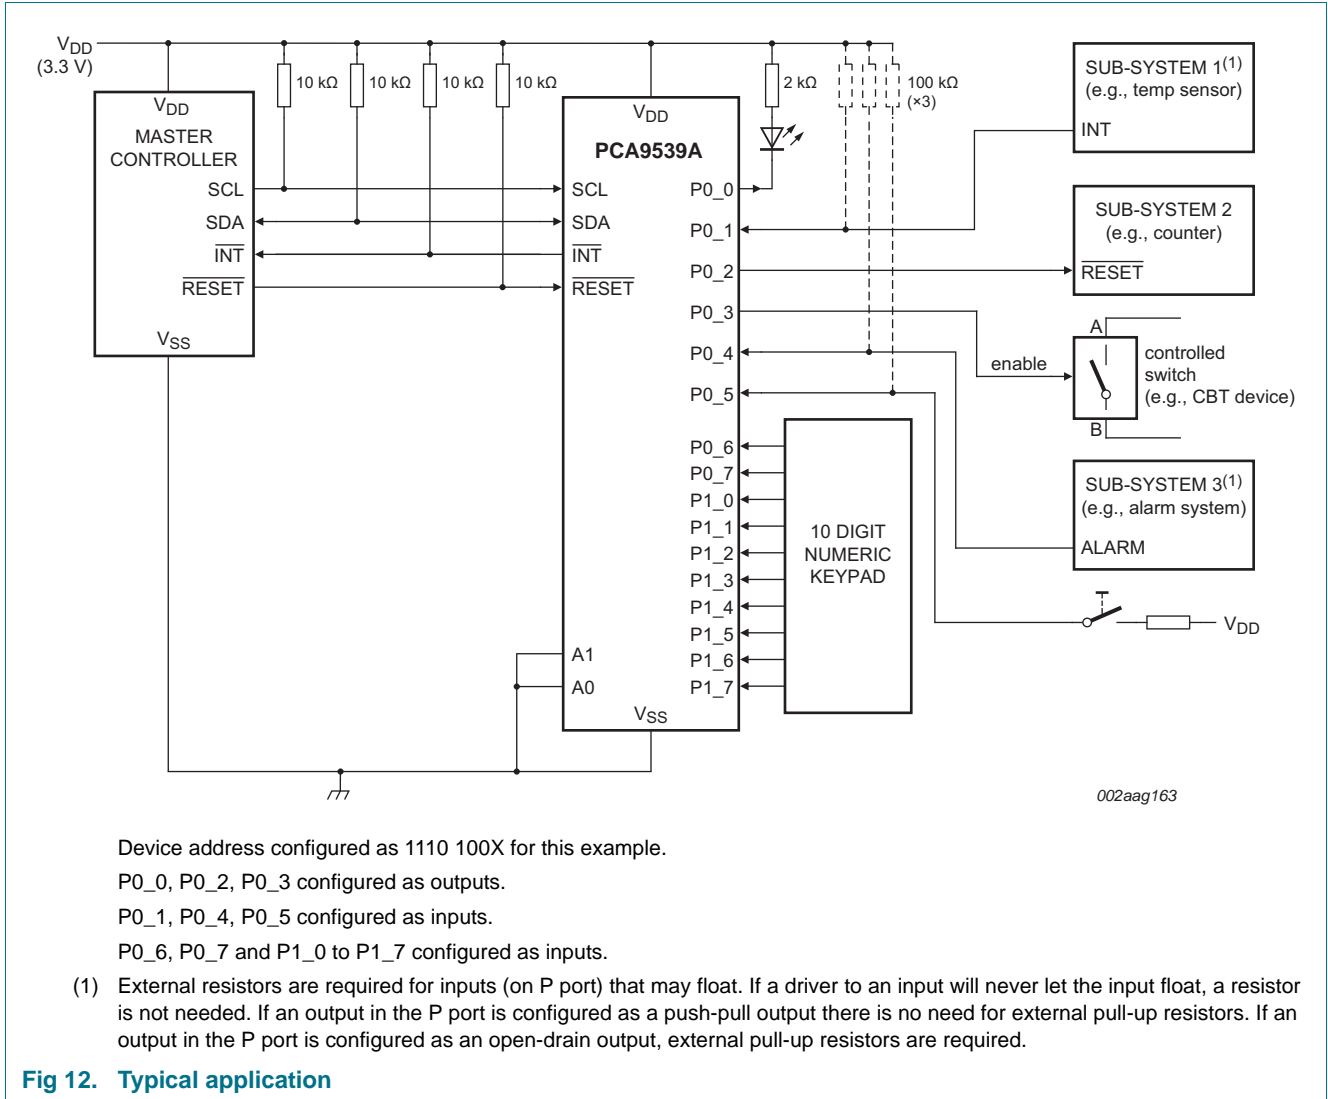 VDD
(3.3 V)
10 kΩ
10 kΩ
10 kΩ
10 kΩ
2 kΩ
100 kΩ
(×3)
VDD
MASTER
CONTROLLER
SCL
SDA
INT
RESET
VSS
VDD
PCA9539A
SCL
SDA
INT
RESET
A1
A0
VSS
P0_0
P0_1
P0_2
P0_3
P0_4
P0_5
P0_6
P0_7
P1_0
P1_1
P1_2
P1_3
P1_4
P1_5
P1_6
P1_7
10 DIGIT
NUMERIC
KEYPAD
SUB-SYSTEM 1(1)
(e.g., temp sensor)
INT
SUB-SYSTEM 2
(e.g., counter)
RESET
enable
A
B
controlled
switch
(e.g., CBT device)
SUB-SYSTEM 3(1)
(e.g., alarm system)
ALARM
VDD
002aag163
Device address configured as 1110 100X for this example.
P0_0, P0_2, P0_3 configured as outputs.
P0_1, P0_4, P0_5 configured as inputs.
P0_6, P0_7 and P1_0 to P1_7 configured as inputs.
(1) External resistors are required for inputs (on P port) that may float. If a driver to an input will never let the input float, a resistor
is not needed. If an output in the P port is configured as a push-pull output there is no need for external pull-up resistors. If an
output in the P port is configured as an open-drain output, external pull-up resistors are required.
Fig 12. Typical application